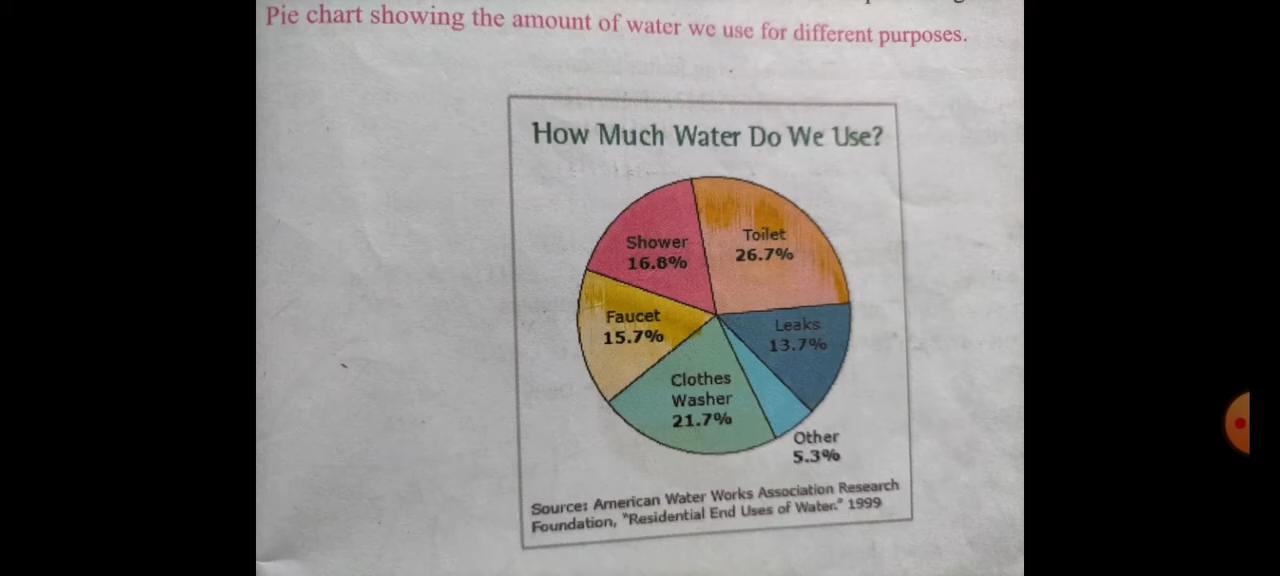 Pie chart showing the amount of water we use for different purposes.
How Much Water Do We Use?
Shower
16.8%
Toilet
26.7%
Faucet
15.7%
Leaks
13.7%
Clothes
Washer
21.7%
Other
5.3%
Source: American Water Works Association Research
Foundation, "Residential End Uses of Water." 1999